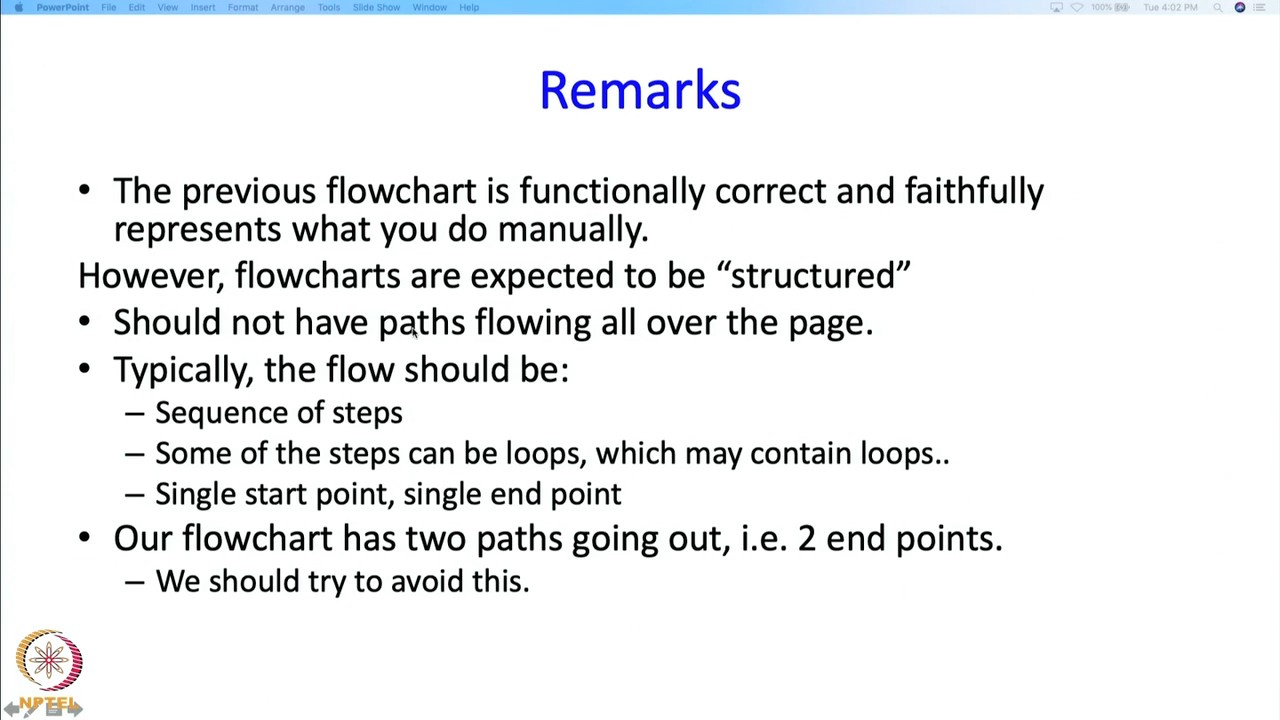 PowerPoint File Edit View Insert Format Arrange Tools Slide Show Window Help 100% Tue 4:02 PM
Remarks
• The previous flowchart is functionally correct and faithfully
represents what you do manually.
However, flowcharts are expected to be “structured”
• Should not have paths flowing all over the page.
• Typically, the flow should be:
– Sequence of steps
– Some of the steps can be loops, which may contain loops..
– Single start point, single end point
• Our flowchart has two paths going out, i.e. 2 end points.
– We should try to avoid this.
NPTEL